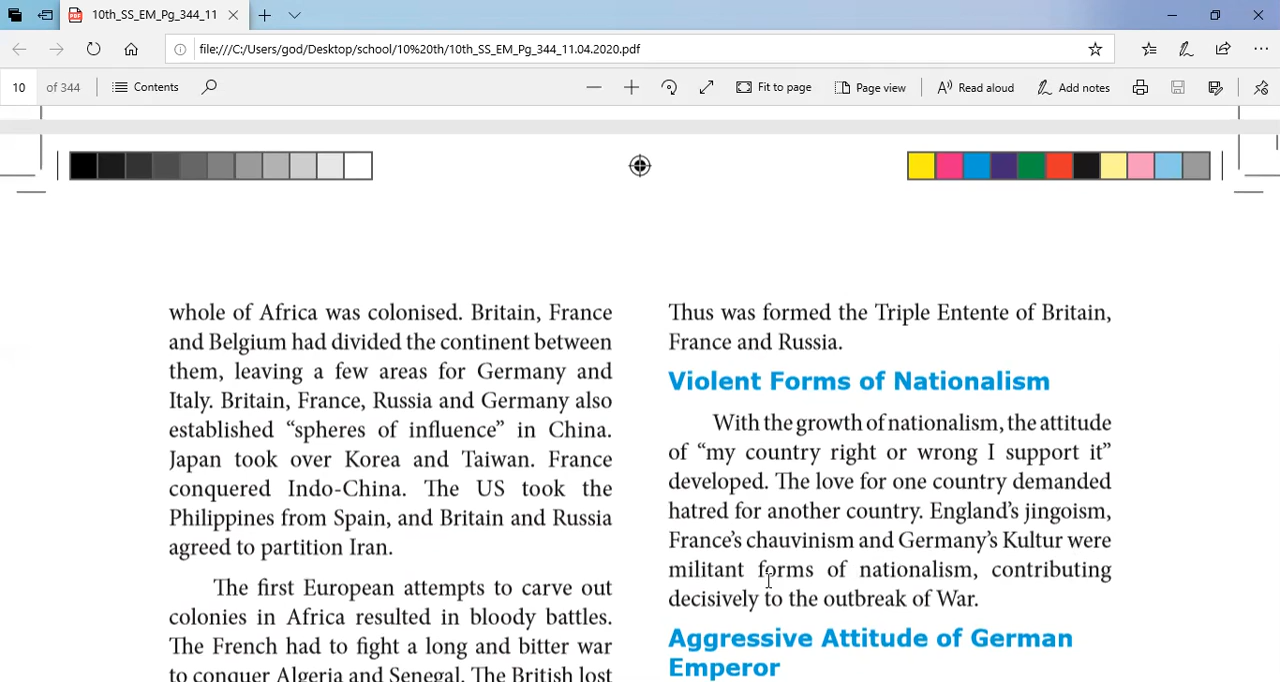 10th_SS_EM_Pg_344_11
file:///C:/Users/god/Desktop/school/10%20th/10th_SS_EM_Pg_344_11.04.2020.pdf
10 of 344 Contents Fit to page Page view Read aloud Add notes
whole of Africa was colonised. Britain, France
and Belgium had divided the continent between
them, leaving a few areas for Germany and
Italy. Britain, France, Russia and Germany also
established “spheres of influence” in China.
Japan took over Korea and Taiwan. France
conquered Indo-China. The US took the
Philippines from Spain, and Britain and Russia
agreed to partition Iran.
The first European attempts to carve out
colonies in Africa resulted in bloody battles.
The French had to fight a long and bitter war
to conquer Algeria and Senegal. The British lost
Thus was formed the Triple Entente of Britain,
France and Russia.
Violent Forms of Nationalism
With the growth of nationalism, the attitude
of “my country right or wrong I support it”
developed. The love for one country demanded
hatred for another country. England’s jingoism,
France’s chauvinism and Germany’s Kultur were
militant forms of nationalism, contributing
decisively to the outbreak of War.
Aggressive Attitude of German
Emperor